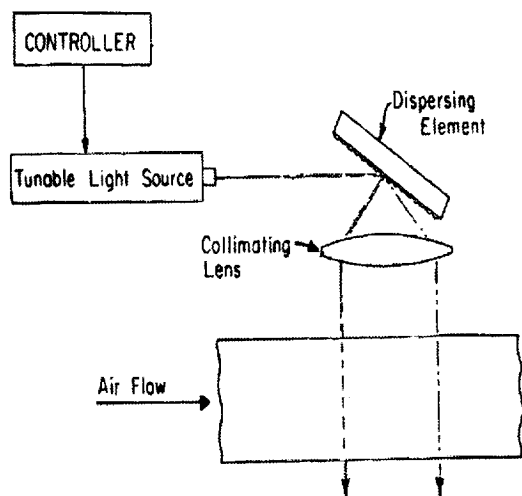 CONTROLLER
Dispersing
Element
Tunable Light Source
Collimating
Lens
Air Flow